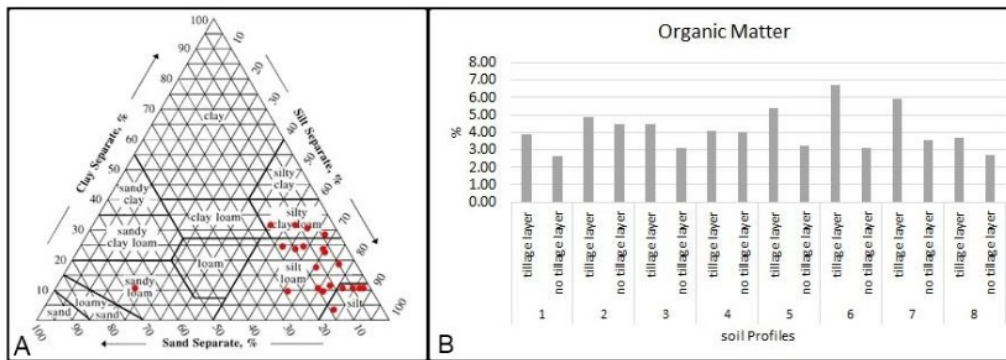 100
90
80
70
60
50
40
30
20
10
10
20
30
40
50
60
70
80
90
100
100
90
80
70
60
50
40
30
20
10
Clay Separate, %
Silt Separate, %
Sand Separate, %
clay
silty
clay
sandy
clay
clay loam
silty
clay loam
sandy
clay loam
loam
silt
loam
sandy
loam
loamy
sand
sand
silt
A
Organic Matter
%
8.00
7.00
6.00
5.00
4.00
3.00
2.00
1.00
0.00
tillage layer
no tillage layer
tillage layer
no tillage layer
tillage layer
no tillage layer
tillage layer
no tillage layer
tillage layer
no tillage layer
tillage layer
no tillage layer
tillage layer
no tillage layer
tillage layer
no tillage layer
1 2 3 4 5 6 7 8
soil Profiles
B